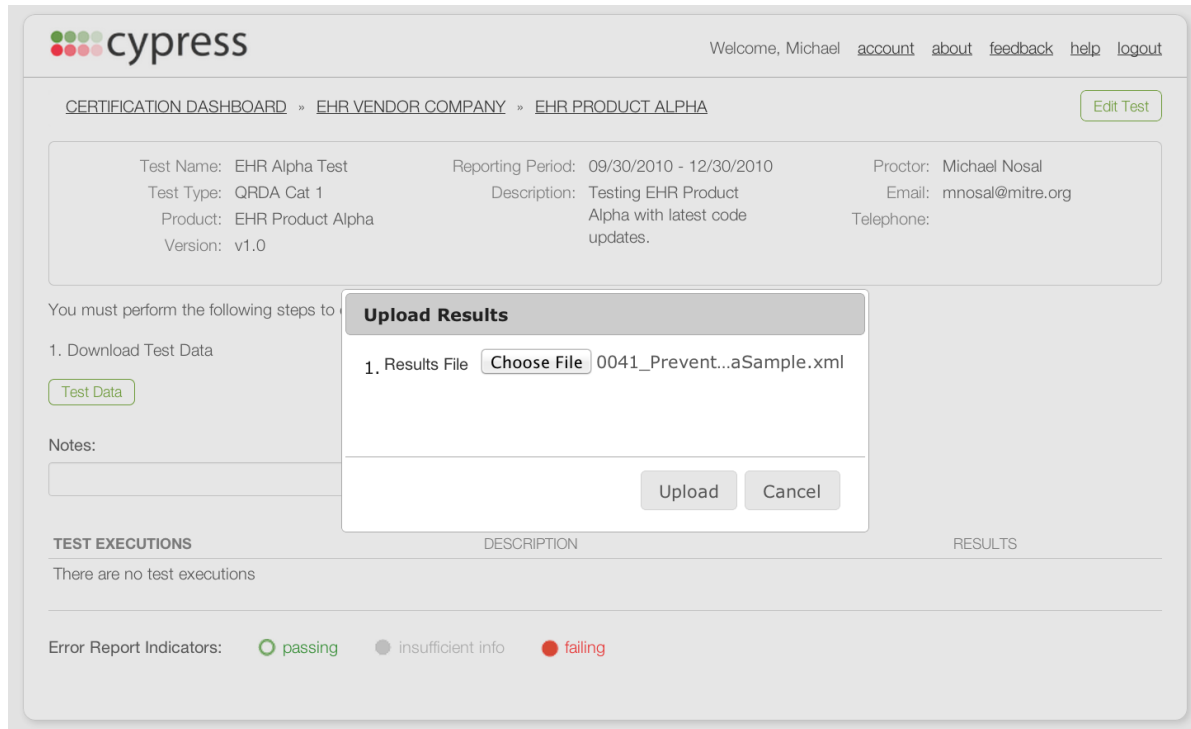 cypress
Welcome, Michael account about feedback help logout
CERTIFICATION DASHBOARD » EHR VENDOR COMPANY » EHR PRODUCT ALPHA
Edit Test
Test Name: EHR Alpha Test
Test Type: QRDA Cat 1
Product: EHR Product Alpha
Version: v1.0
Reporting Period: 09/30/2010 - 12/30/2010
Description: Testing EHR Product
Alpha with latest code
updates.
Proctor: Michael Nosal
Email: mnosal@mitre.org
Telephone:
You must perform the following steps to
1. Download Test Data
Test Data
Notes:
Upload Results
1. Results File Choose File 0041_Prevent...aSample.xml
Upload Cancel
TEST EXECUTIONS DESCRIPTION RESULTS
There are no test executions
Error Report Indicators: passing insufficient info failing